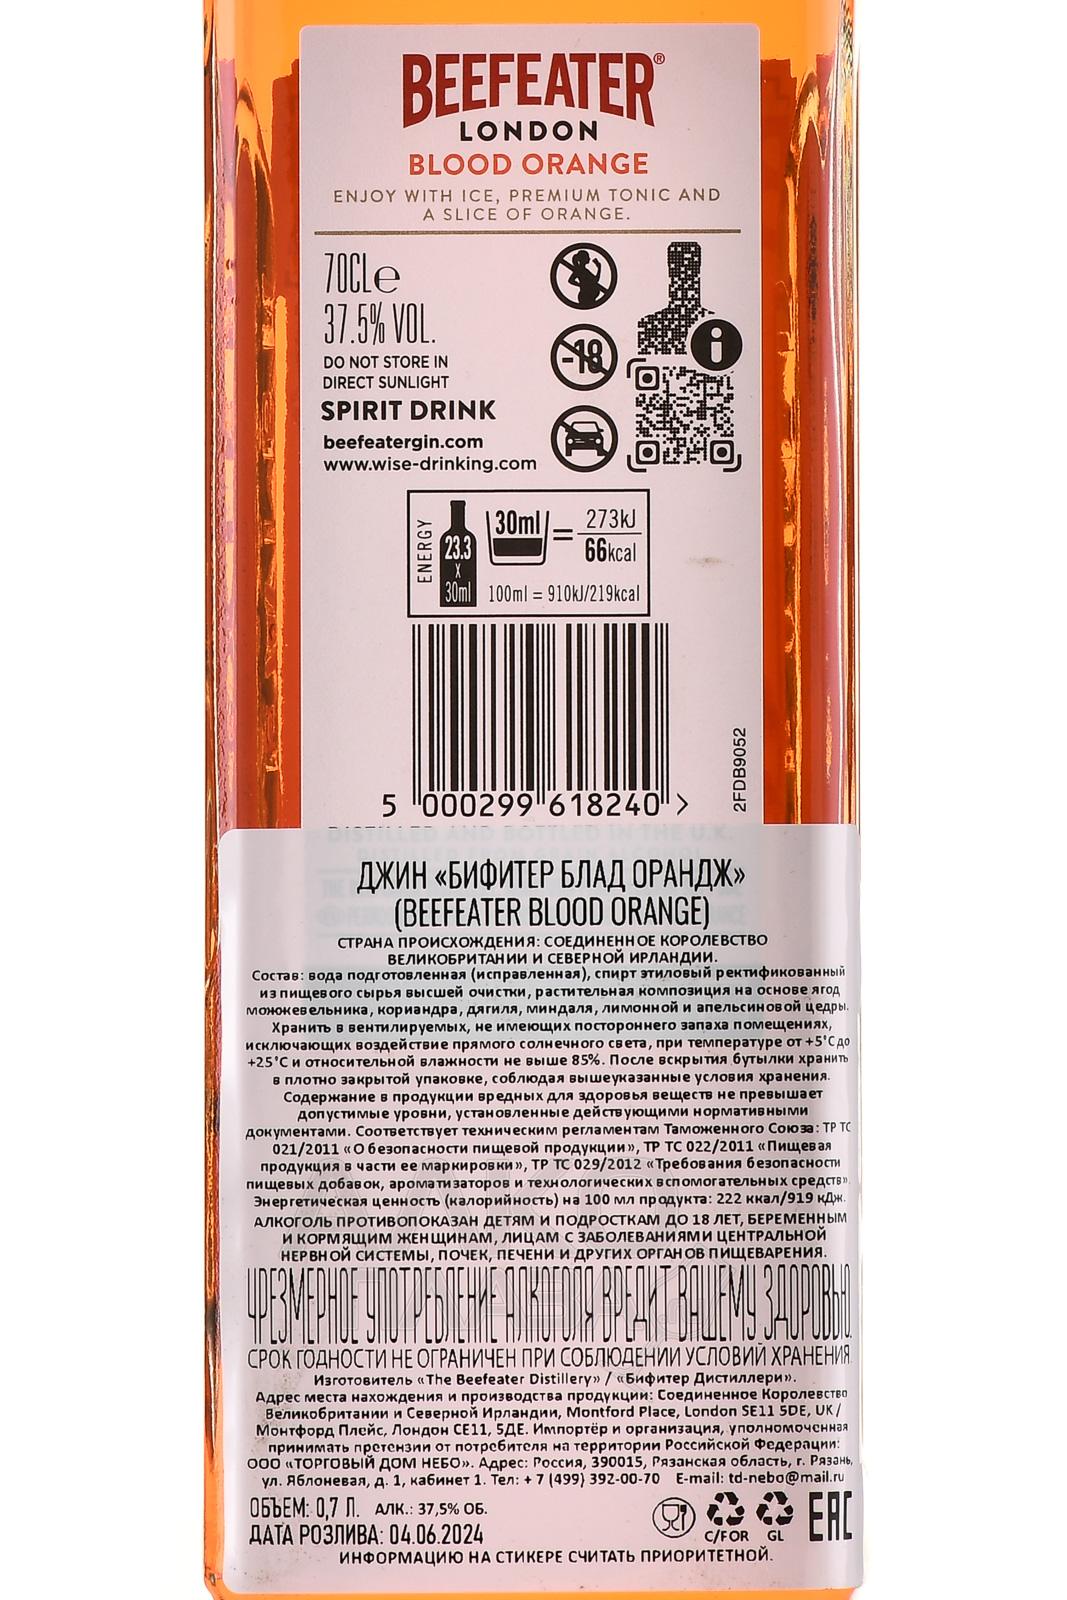 BEEFEATER®
LONDON
BLOOD ORANGE
ENJOY WITH ICE, PREMIUM TONIC AND
A SLICE OF ORANGE.
70CL℮
37.5% VOL.
DO NOT STORE IN
DIRECT SUNLIGHT
SPIRIT DRINK
beefeatergin.com
www.wise-drinking.com
-18
i
ENERGY
23.3
x
30ml
30ml
=
273kJ
66kcal
100ml = 910kJ/219kcal
5 000299 618240 >
2FDB9052
DISTILLED AND BOTTLED IN THE U.K.
ДЖИН «БИФИТЕР БЛАД ОРАНДЖ»
(BEEFEATER BLOOD ORANGE)
СТРАНА ПРОИСХОЖДЕНИЯ: СОЕДИНЕННОЕ КОРОЛЕВСТВО
ВЕЛИКОБРИТАНИИ И СЕВЕРНОЙ ИРЛАНДИИ.
Состав: вода подготовленная (исправленная), спирт этиловый ректификованный
из пищевого сырья высшей очистки, растительная композиция на основе ягод
можжевельника, кориандра, дягиля, миндаля, лимонной и апельсиновой цедры.
Хранить в вентилируемых, не имеющих постороннего запаха помещениях,
исключающих воздействие прямого солнечного света, при температуре от +5°С до
+25°С и относительной влажности не выше 85%. После вскрытия бутылки хранить
в плотно закрытой упаковке, соблюдая вышеуказанные условия хранения.
Содержание в продукции вредных для здоровья веществ не превышает
допустимые уровни, установленные действующими нормативными
документами. Соответствует техническим регламентам Таможенного Союза: ТР ТС
021/2011 «О безопасности пищевой продукции», ТР ТС 022/2011 «Пищевая
продукция в части ее маркировки», ТР ТС 029/2012 «Требования безопасности
пищевых добавок, ароматизаторов и технологических вспомогательных средств».
Энергетическая ценность (калорийность) на 100 мл продукта: 222 ккал/919 кДж.
АЛКОГОЛЬ ПРОТИВОПОКАЗАН ДЕТЯМ И ПОДРОСТКАМ ДО 18 ЛЕТ, БЕРЕМЕННЫМ
И КОРМЯЩИМ ЖЕНЩИНАМ, ЛИЦАМ С ЗАБОЛЕВАНИЯМИ ЦЕНТРАЛЬНОЙ
НЕРВНОЙ СИСТЕМЫ, ПОЧЕК, ПЕЧЕНИ И ДРУГИХ ОРГАНОВ ПИЩЕВАРЕНИЯ.
ЧРЕЗМЕРНОЕ УПОТРЕБЛЕНИЕ АЛКОГОЛЯ ВРЕДИТ ВАШЕМУ ЗДОРОВЬЮ.
СРОК ГОДНОСТИ НЕ ОГРАНИЧЕН ПРИ СОБЛЮДЕНИИ УСЛОВИЙ ХРАНЕНИЯ.
Изготовитель «The Beefeater Distillery» / «Бифитер Дистиллери».
Адрес места нахождения и производства продукции: Соединенное Королевство
Великобритании и Северной Ирландии, Montford Place, London SE11 5DE, UK /
Монтфорд Плейс, Лондон СЕ11, 5ДЕ. Импортёр и организация, уполномоченная
принимать претензии от потребителя на территории Российской Федерации:
ООО «ТОРГОВЫЙ ДОМ НЕБО». Адрес: Россия, 390015, Рязанская область, г. Рязань,
ул. Яблоневая, д. 1, кабинет 1. Тел: + 7 (499) 392-00-70 E-mail: td-nebo@mail.ru
ОБЪЕМ: 0,7 Л. АЛК.: 37,5% ОБ.
ДАТА РОЗЛИВА: 04.06.2024
C/FOR GL EAC
ИНФОРМАЦИЮ НА СТИКЕРЕ СЧИТАТЬ ПРИОРИТЕТНОЙ.